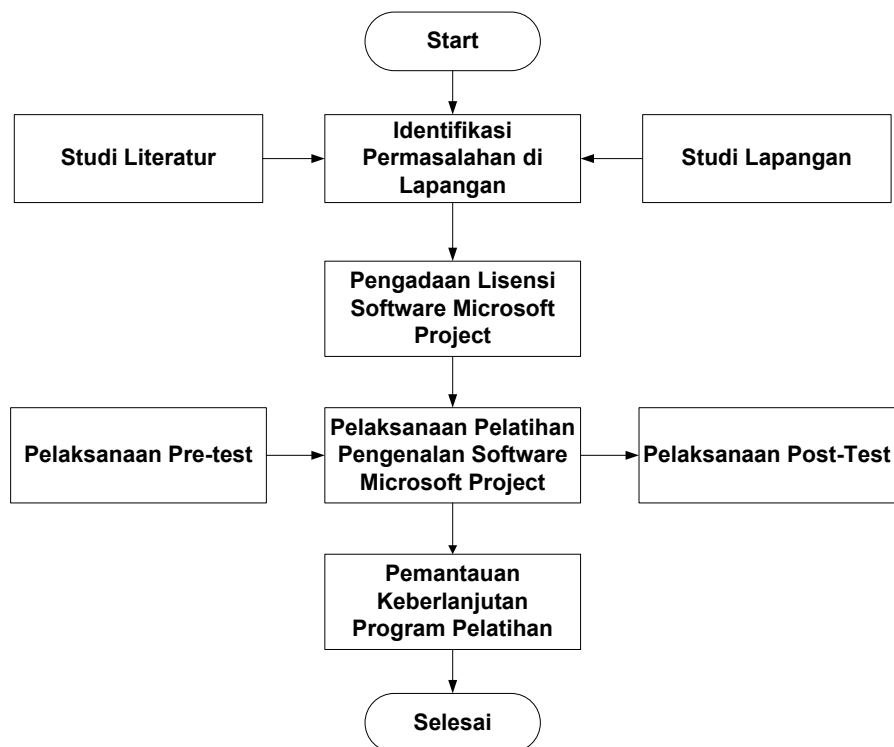 Start
Studi Literatur
Identifikasi
Permasalahan di
Lapangan
Studi Lapangan
Pengadaan Lisensi
Software Microsoft
Project
Pelaksanaan Pre-test
Pelaksanaan Pelatihan
Pengenalan Software
Microsoft Project
Pelaksanaan Post-Test
Pemantauan
Keberlanjutan
Program Pelatihan
Selesai